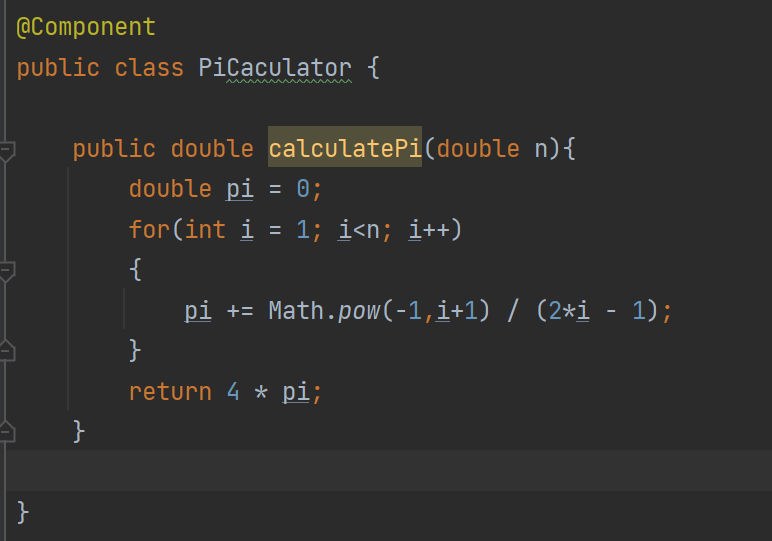 @Component
public class PiCaculator {
public double calculatePi(double n){
double pi = 0;
for(int i = 1; i<n; i++)
{
pi += Math.pow(-1,i+1) / (2*i - 1);
}
return 4 * pi;
}
}